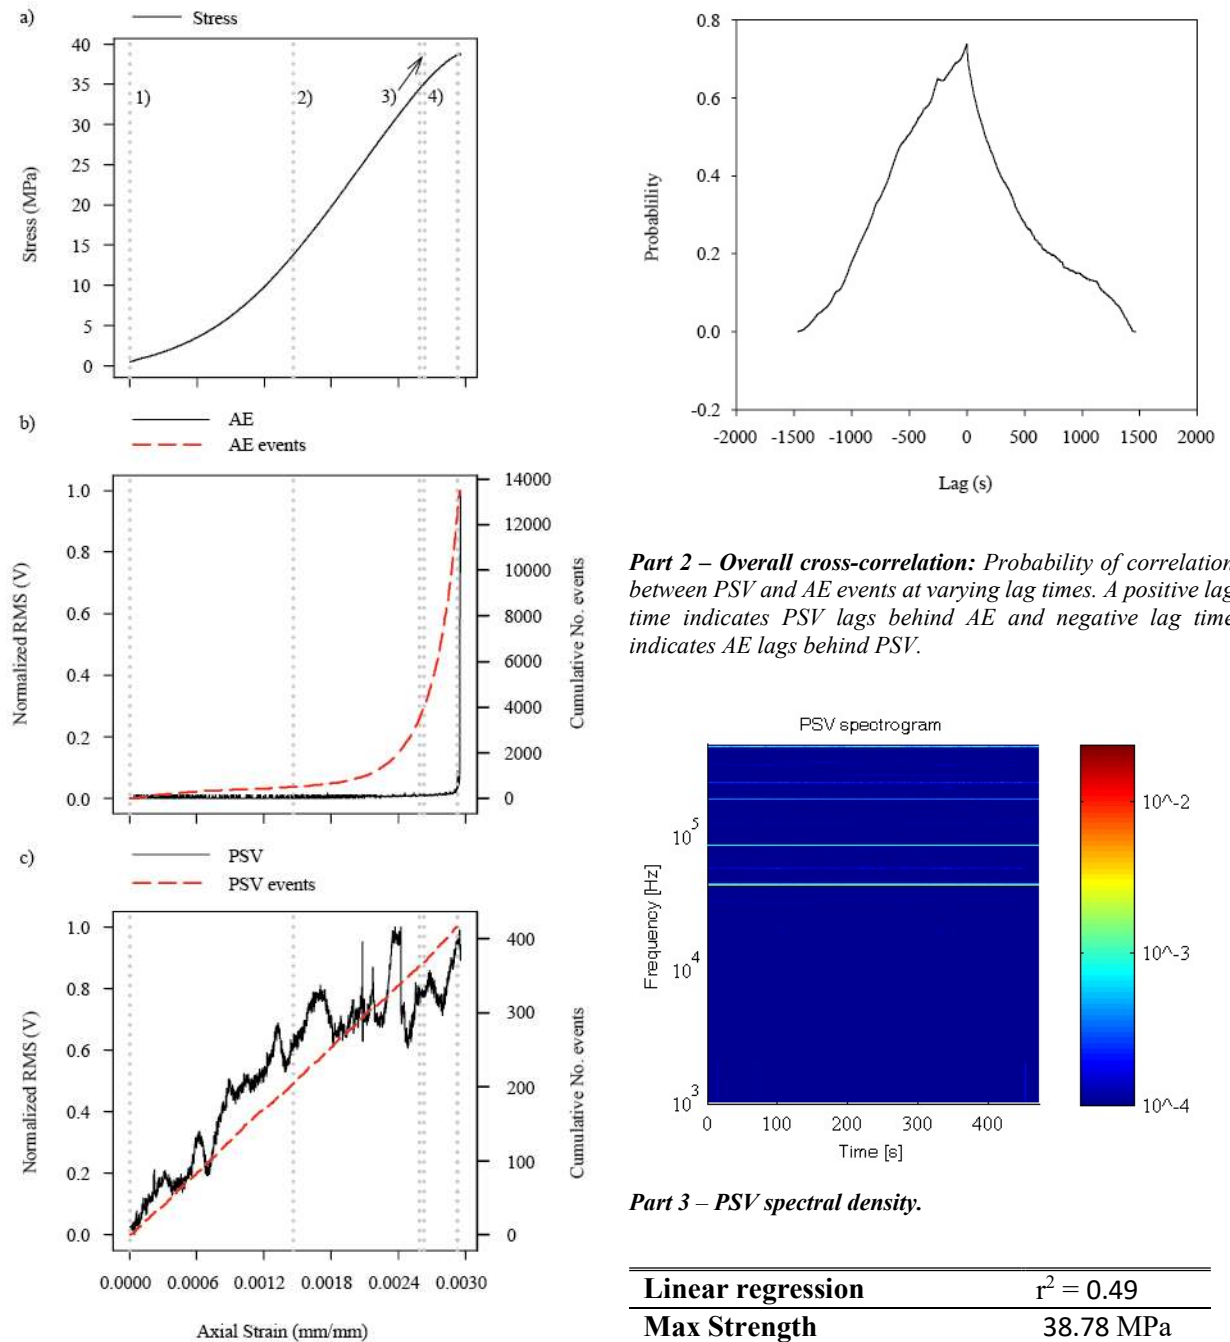 a)
Stress
40
35
30
25
20
15
10
5
0
Stress (MPa)
1)
2)
3)
4)
b)
AE
AE events
1.0
0.8
0.6
0.4
0.2
0.0
Normalized RMS (V)
14000
12000
10000
8000
6000
4000
2000
0
Cumulative No. events
c)
PSV
PSV events
1.0
0.8
0.6
0.4
0.2
0.0
Normalized RMS (V)
400
300
200
100
0
Cumulative No. events
0.0000 0.0006 0.0012 0.0018 0.0024 0.0030
Axial Strain (mm/mm)
0.8
0.6
0.4
0.2
0.0
-0.2
Probablility
-2000 -1500 -1000 -500 0 500 1000 1500 2000
Lag (s)
Part 2 – Overall cross-correlation: Probability of correlation
between PSV and AE events at varying lag times. A positive lag
time indicates PSV lags behind AE and negative lag time
indicates AE lags behind PSV.
PSV spectrogram
10^5
10^4
10^3
Frequency [Hz]
0 100 200 300 400
Time [s]
10^-2
10^-3
10^-4
Part 3 – PSV spectral density.
Linear regression r² = 0.49
Max Strength 38.78 MPa